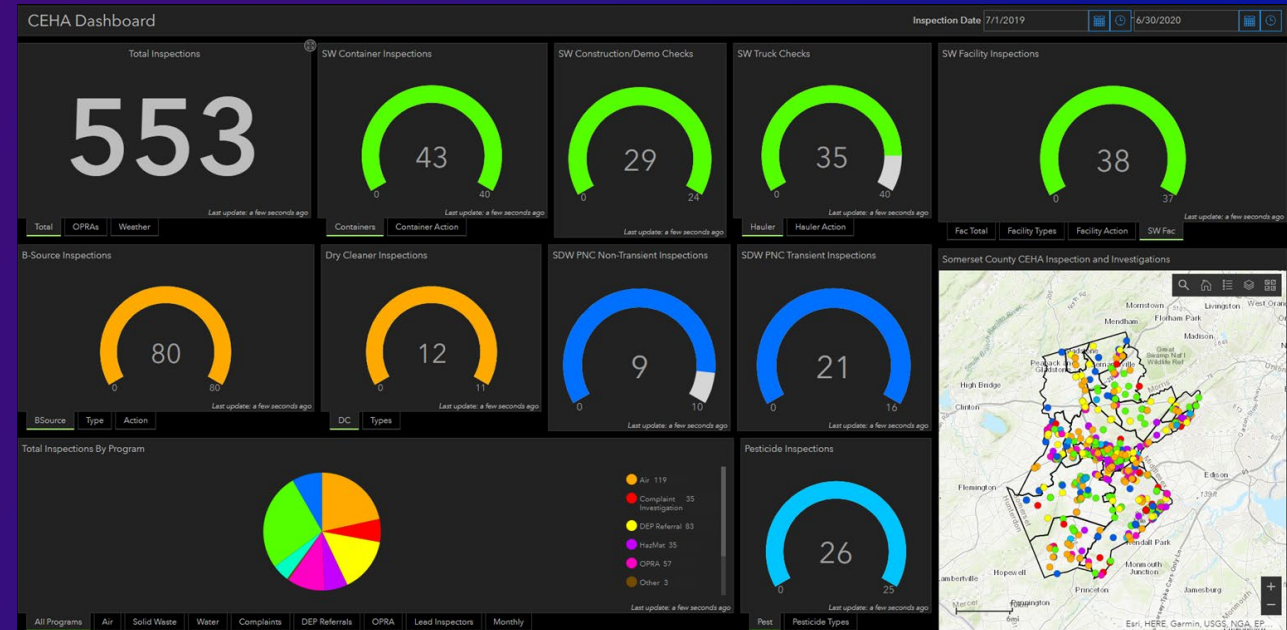 CEHA Dashboard
Inspection Date 7/1/2019 - 6/30/2020
Total Inspections
553
Last update: a few seconds ago
Total OPRAs Weather
SW Container Inspections
43
0 40
Last update: a few seconds ago
Containers Container Action
SW Construction/Demo Checks
29
0 24
Last update: a few seconds ago
SW Truck Checks
35
0 40
Last update: a few seconds ago
Hauler Hauler Action
SW Facility Inspections
38
0 37
Last update: a few seconds ago
Fac Total Facility Types Facility Action SW Fac
B-Source Inspections
80
0 80
Last update: a few seconds ago
BSource Type Action
Dry Cleaner Inspections
12
0 11
Last update: a few seconds ago
DC Types
SDW PNC Non-Transient Inspections
9
0 10
Last update: a few seconds ago
SDW PNC Transient Inspections
21
0 16
Last update: a few seconds ago
Total Inspections By Program
Air 119
Complaint 35
Investigation
DEP Referral 83
HazMat 35
OPRA 57
Other 3
Last update: a few seconds ago
All Programs Air Solid Waste Water Complaints DEP Referrals OPRA Lead Inspectors Monthly
Pesticide Inspections
26
0 25
Last update: a few seconds ago
Pest Pesticide Types
Somerset County CEHA Inspection and Investigations
Morristown
Livingston
West Oran
Mendham
Florham Park
Madison
Great
Swamp Nat'l
Wildlife Ref
Peapack an
Gladstone
High Bridge
Clinton
Edison
Flemington
Kendall Park
Monmouth
Junction
Hopewell
Princeton
Jamesburg
Mercer
Pennington
6mi
+
−
Esri, HERE, Garmin, USGS, NGA, EP...